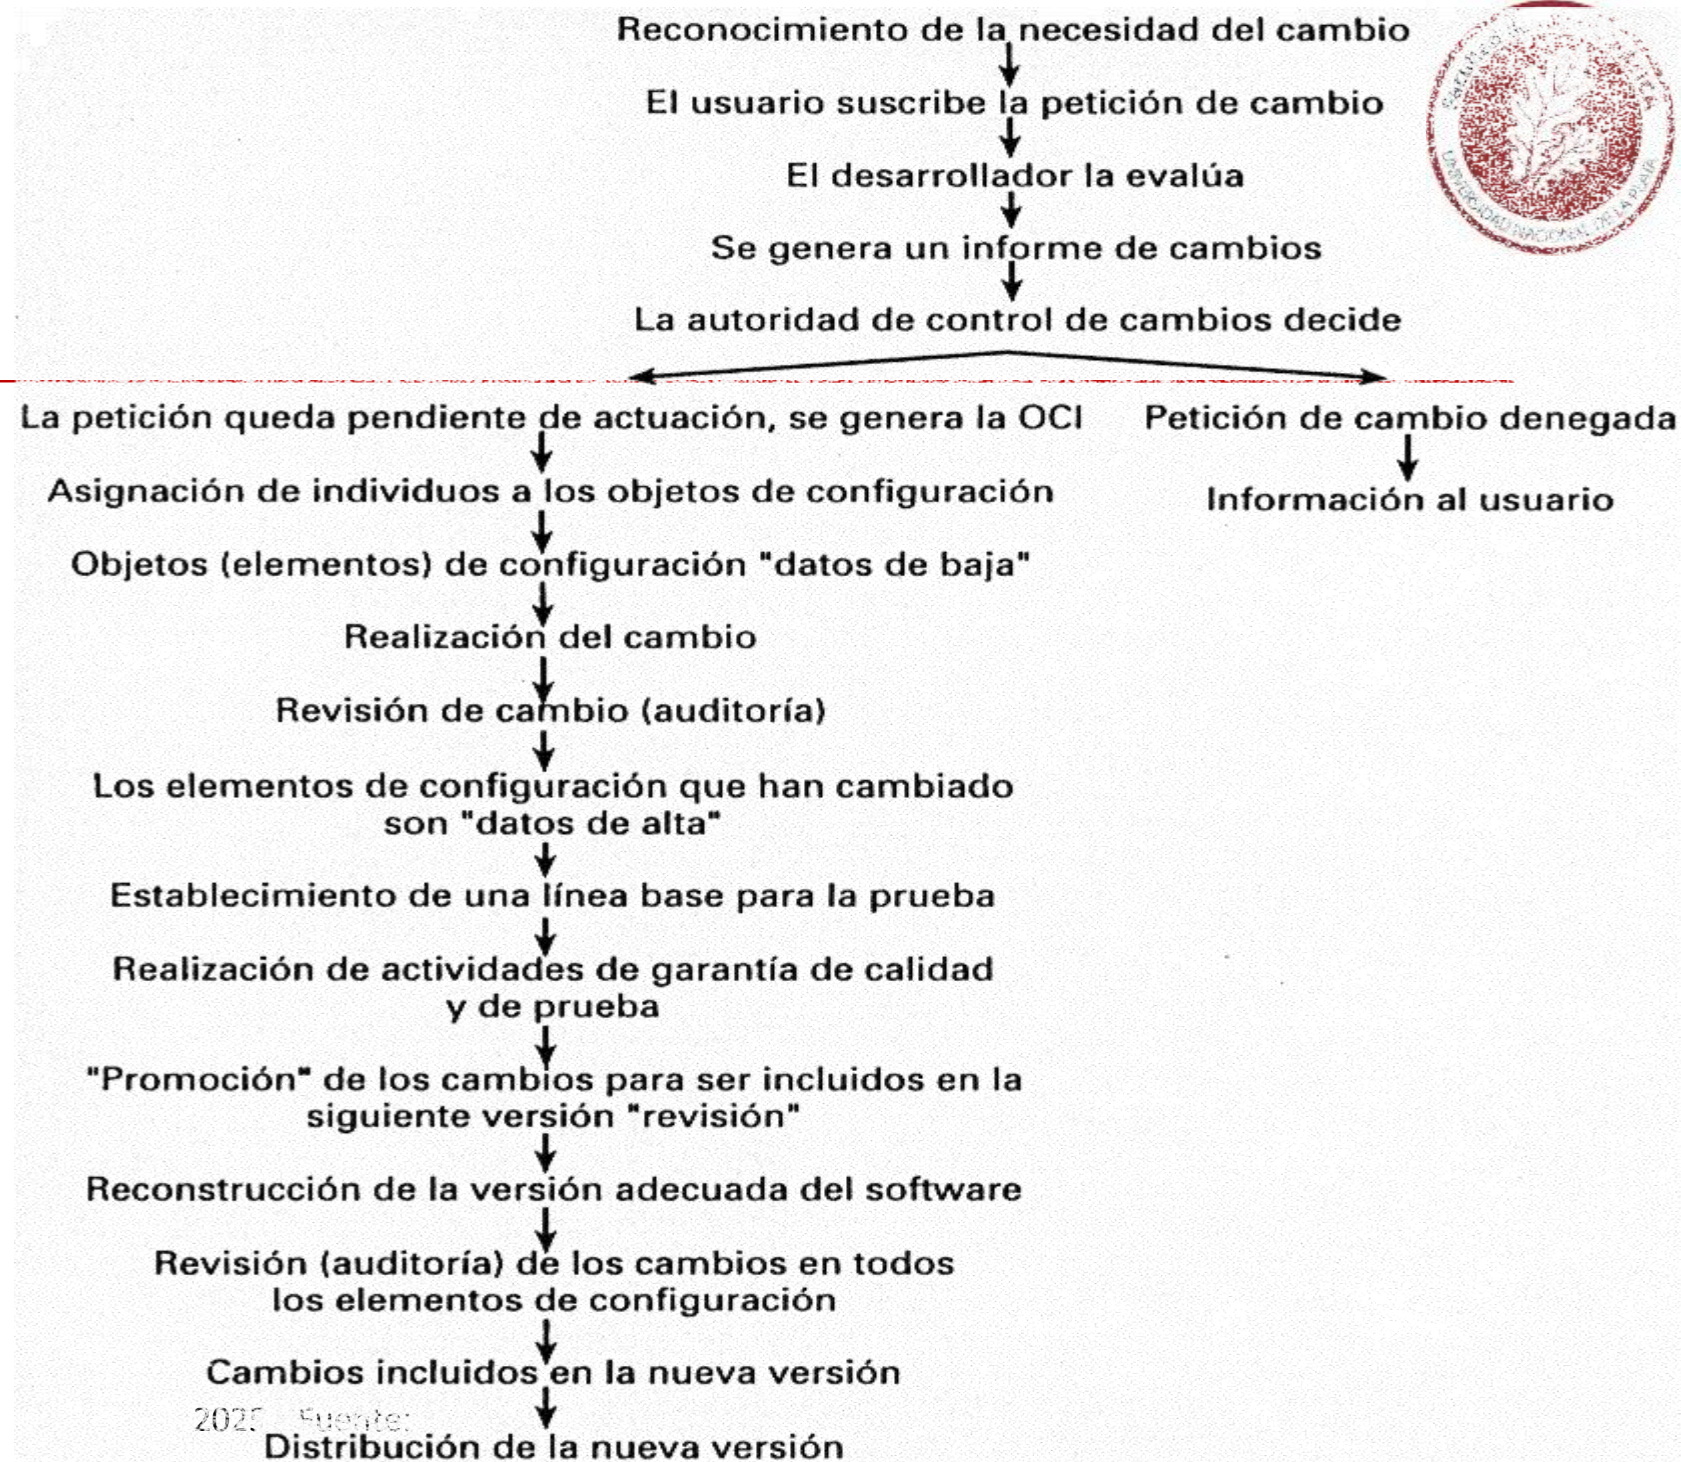 Reconocimiento de la necesidad del cambio
El usuario suscribe la petición de cambio
El desarrollador la evalúa
Se genera un informe de cambios
La autoridad de control de cambios decide
UNIVERSIDAD NACIONAL DE LA PLATA
La petición queda pendiente de actuación, se genera la OCI
Petición de cambio denegada
Asignación de individuos a los objetos de configuración
Información al usuario
Objetos (elementos) de configuración "datos de baja"
Realización del cambio
Revisión de cambio (auditoría)
Los elementos de configuración que han cambiado
son "datos de alta"
Establecimiento de una línea base para la prueba
Realización de actividades de garantía de calidad
y de prueba
"Promoción" de los cambios para ser incluidos en la
siguiente versión "revisión"
Reconstrucción de la versión adecuada del software
Revisión (auditoría) de los cambios en todos
los elementos de configuración
Cambios incluidos en la nueva versión
Fuente:
Distribución de la nueva versión